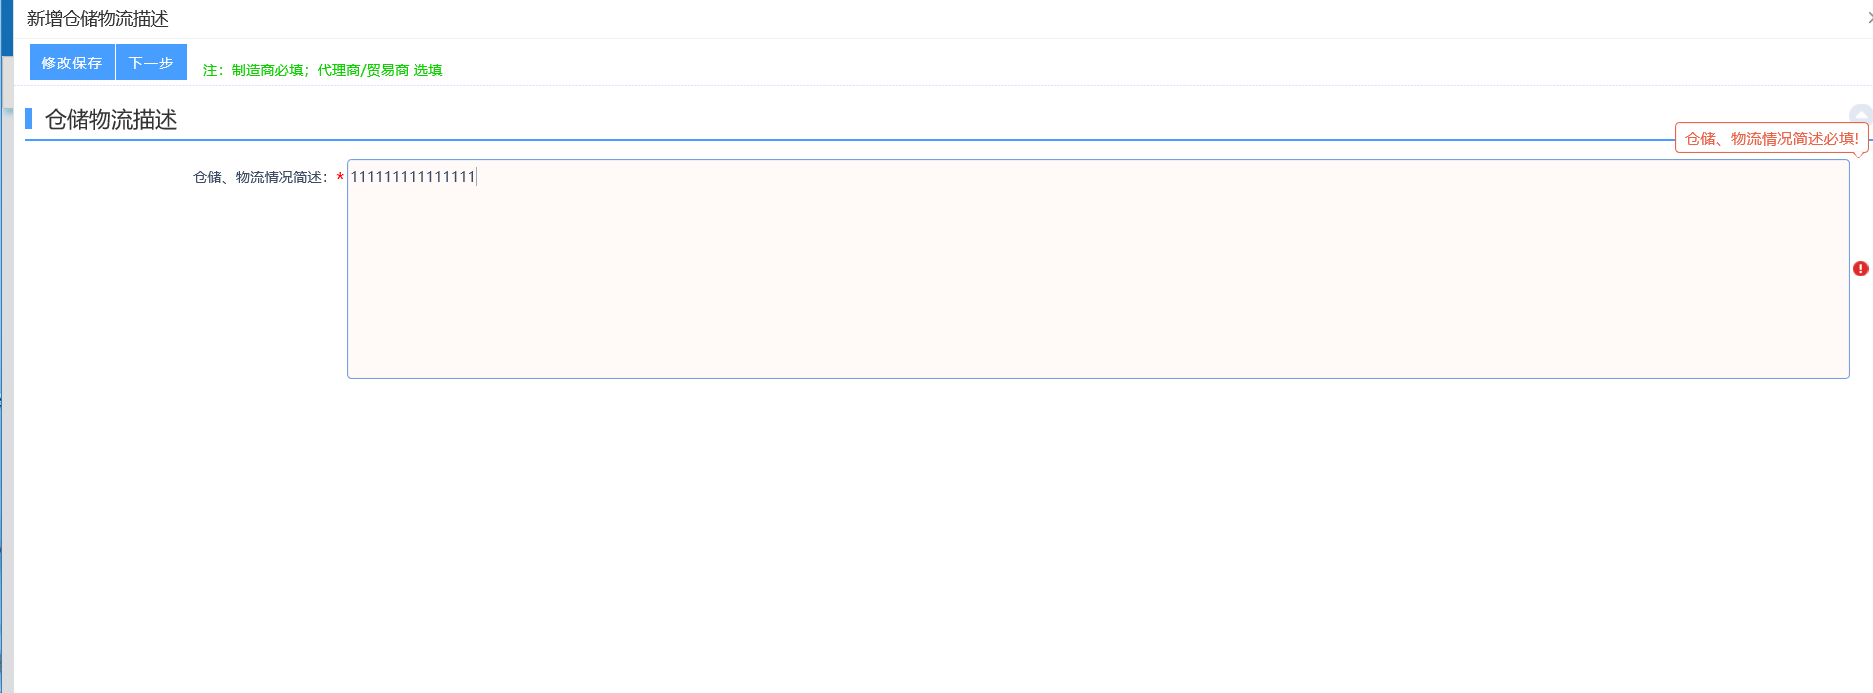 新增仓储物流描述
修改保存 下一步 注：制造商必填；代理商/贸易商 选填
仓储物流描述
仓储、物流情况简述必填!
仓储、物流情况简述：* 111111111111111